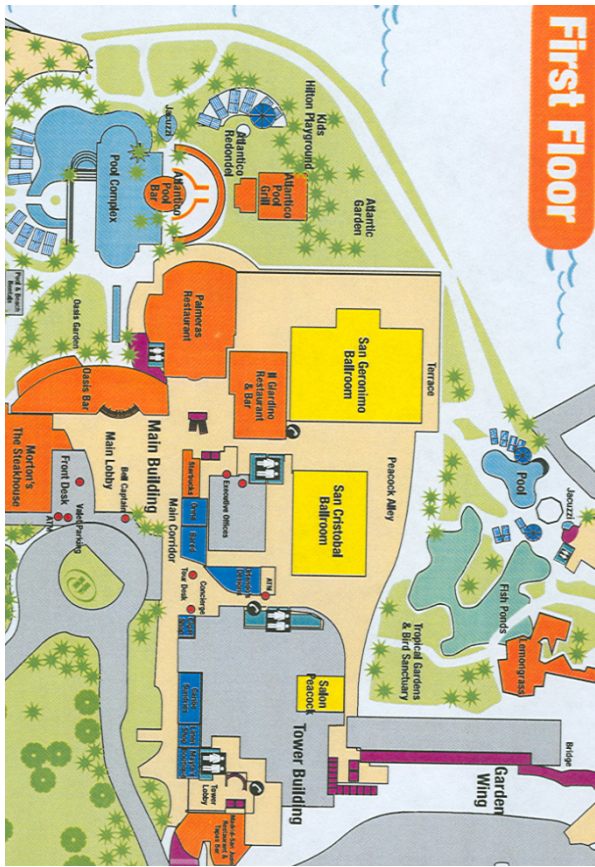 First Floor
Kids
Hilton Playground
Jacuzzi
Atlantico
Redondel
Atlantico
Pool
Grill
Atlantic
Garden
Atlantico
Pool
Bar
Pool Complex
Pool & Beach
Rentals
Oasis Garden
Palmeras
Restaurant
Oasis Bar
Il Giardino
Restaurant
& Bar
San Geronimo
Ballroom
Terrace
Peacock Alley
Pool
Jacuzzi
Fish Ponds
Lemongrass
Tropical Gardens
& Bird Sanctuary
San Cristobal
Ballroom
Main Building
Main Lobby
Morton's
The Steakhouse
Front Desk
Bell Captain
Valet Parking
ATM
Starbucks
Executive Offices
Main Corridor
Concierge
Tour Desk
ATM
Salon
Peacock
Tower Building
Tower
Lobby
Garden
Wing
Bridge
Restaurant &
Tapas Bar